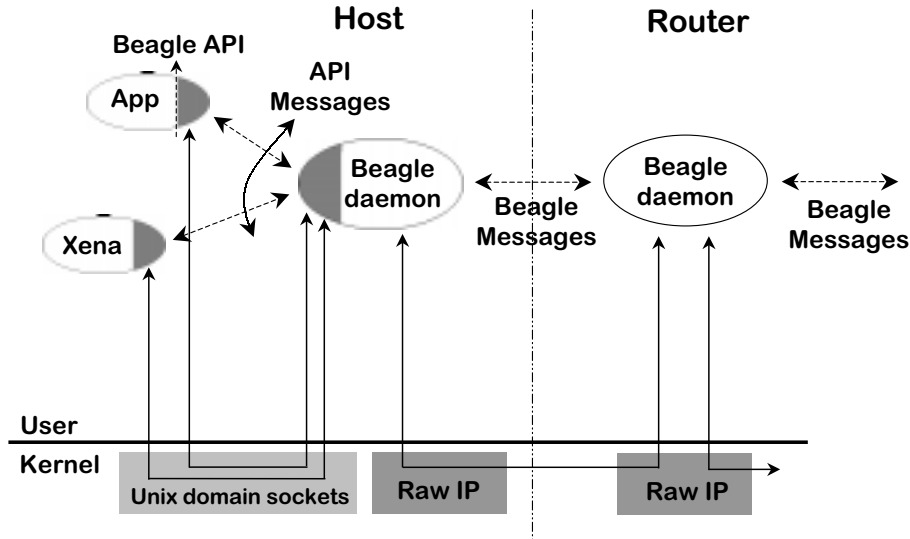 Host
Router
Beagle API
App
API
Messages
Beagle
daemon
Beagle
daemon
Beagle
Messages
Beagle
Messages
Xena
User
Kernel
Unix domain sockets
Raw IP
Raw IP